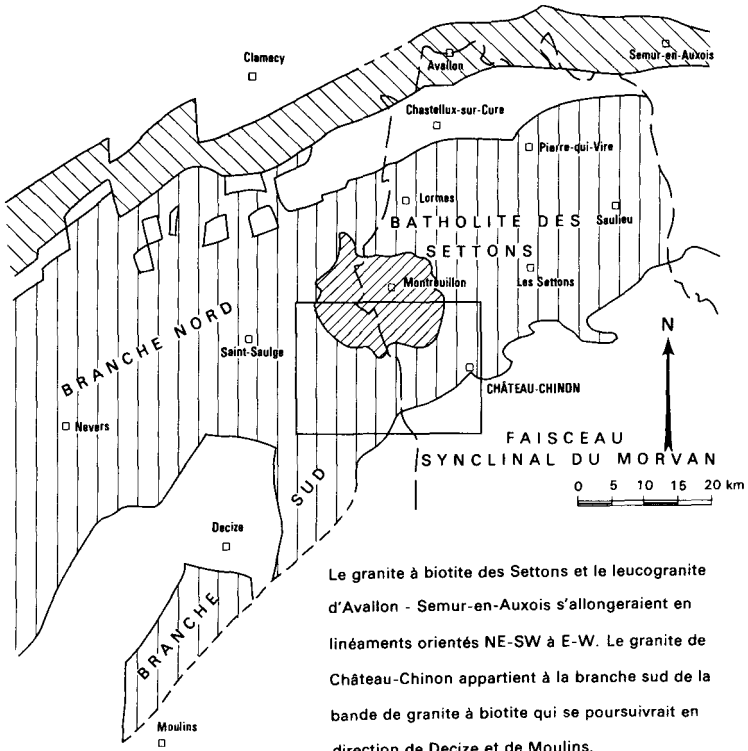 Clamecy
Avallon
Semur-en-Auxois
Chastellux-sur-Cure
Pierre-qui-Vire
Lormes
Saulieu
BATHOLITE DES
SETTONS
Montreuillon
Les Settons
BRANCHE NORD
Saint-Saulge
N
CHÂTEAU-CHINON
Nevers
FAISCEAU
SYNCLINAL DU MORVAN
0 5 10 15 20 km
SUD
Decize
BRANCHE
Moulins
Le granite à biotite des Settons et le leucogranite
d'Avallon - Semur-en-Auxois s'allongeraient en
linéaments orientés NE-SW à E-W. Le granite de
Château-Chinon appartient à la branche sud de la
bande de granite à biotite qui se poursuivrait en
direction de Decize et de Moulins.